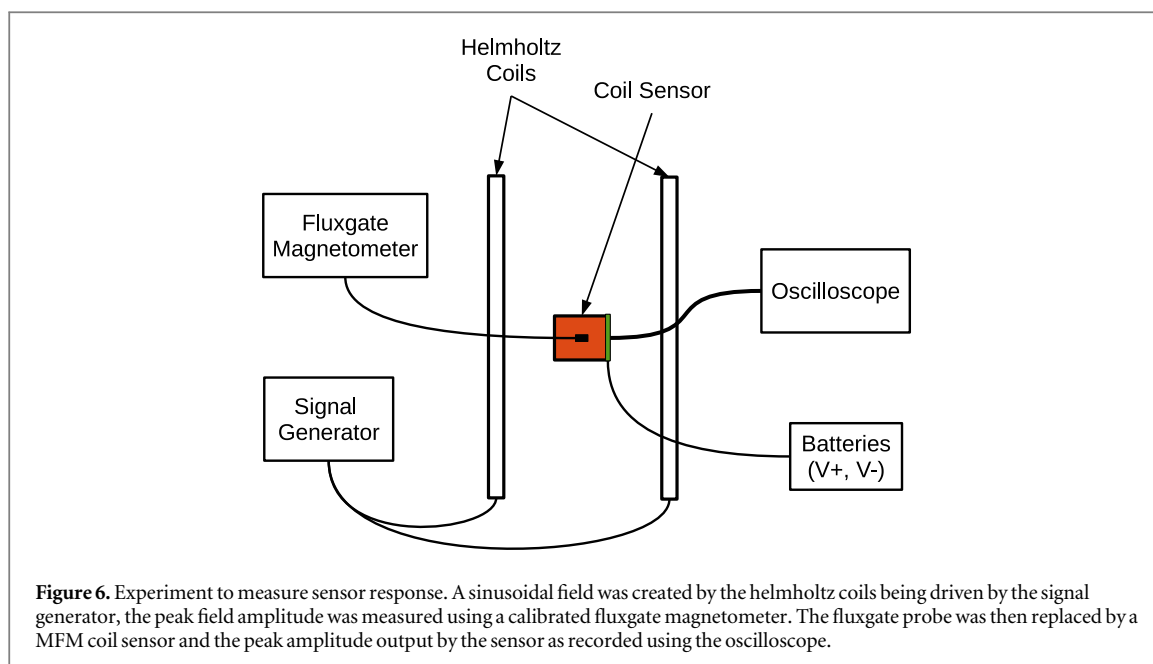 Helmholtz
Coils
Coil Sensor
Fluxgate
Magnetometer
Oscilloscope
Signal
Generator
Batteries
(V+, V-)
Figure 6. Experiment to measure sensor response. A sinusoidal field was created by the helmholtz coils being driven by the signal
generator, the peak field amplitude was measured using a calibrated fluxgate magnetometer. The fluxgate probe was then replaced by a
MFM coil sensor and the peak amplitude output by the sensor as recorded using the oscilloscope.